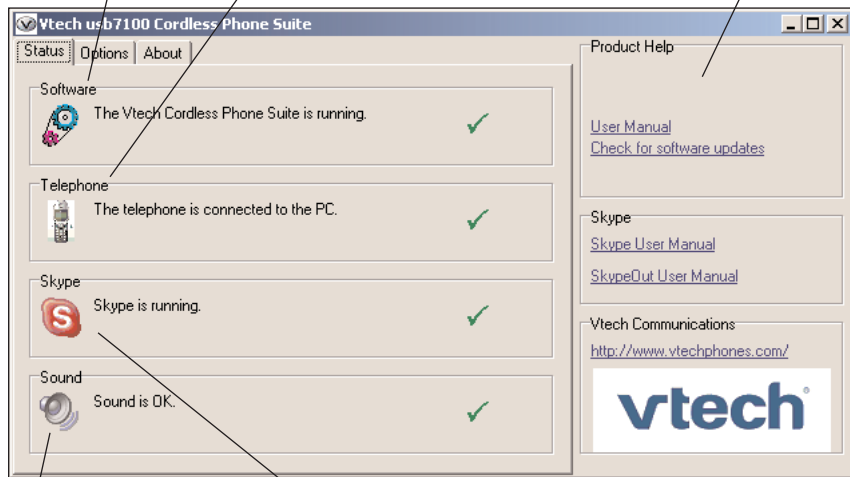 Vtech usb7100 Cordless Phone Suite
Status
Options
About
Software
The Vtech Cordless Phone Suite is running.
Telephone
The telephone is connected to the PC.
Skype
Skype is running.
Sound
Sound is OK.
Product Help
User Manual
Check for software updates
Skype
Skype User Manual
SkypeOut User Manual
Vtech Communications
http://www.vtechphones.com/
vtech